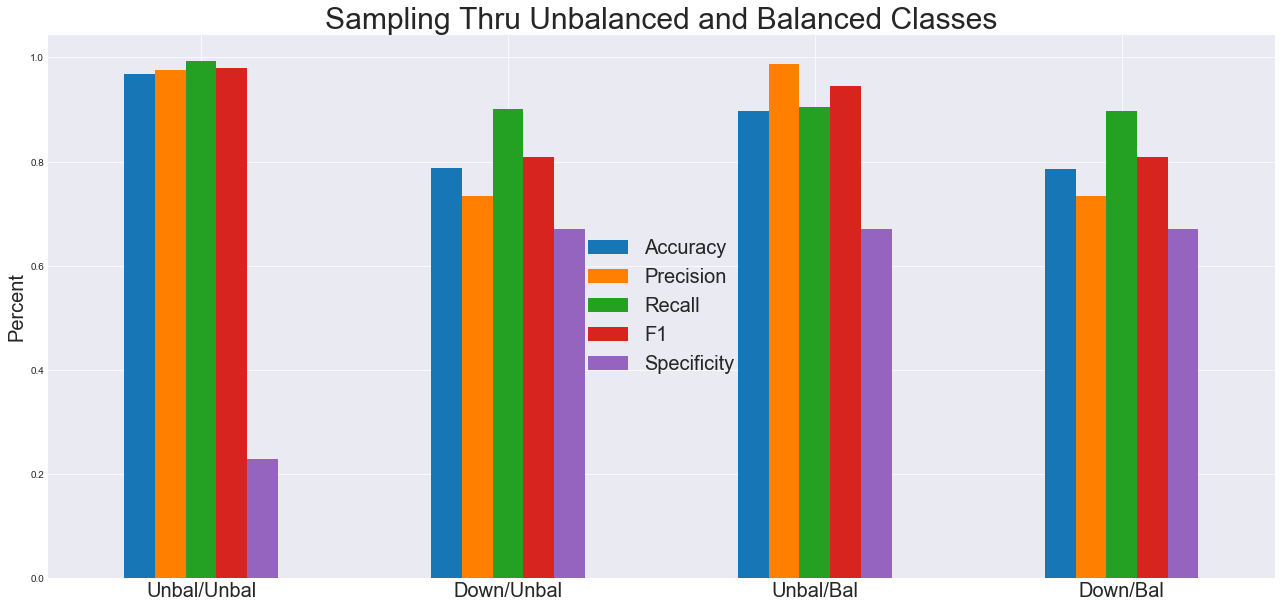 Sampling Thru Unbalanced and Balanced Classes
Percent
1.0
0.8
0.6
0.4
0.2
0.0
Accuracy
Precision
Recall
F1
Specificity
Unbal/Unbal
Down/Unbal
Unbal/Bal
Down/Bal